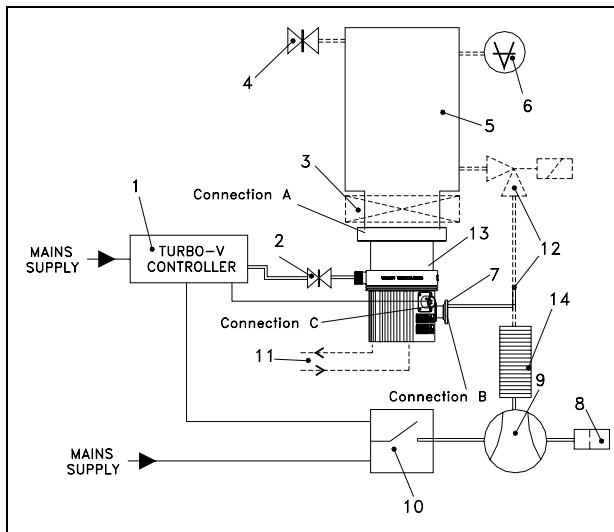 4
6
5
3
1
Connection A
12
2
13
MAINS
SUPPLY
TURBO-V
CONTROLLER
7
Connection C
14
11
Connection B
9
8
MAINS
SUPPLY
10